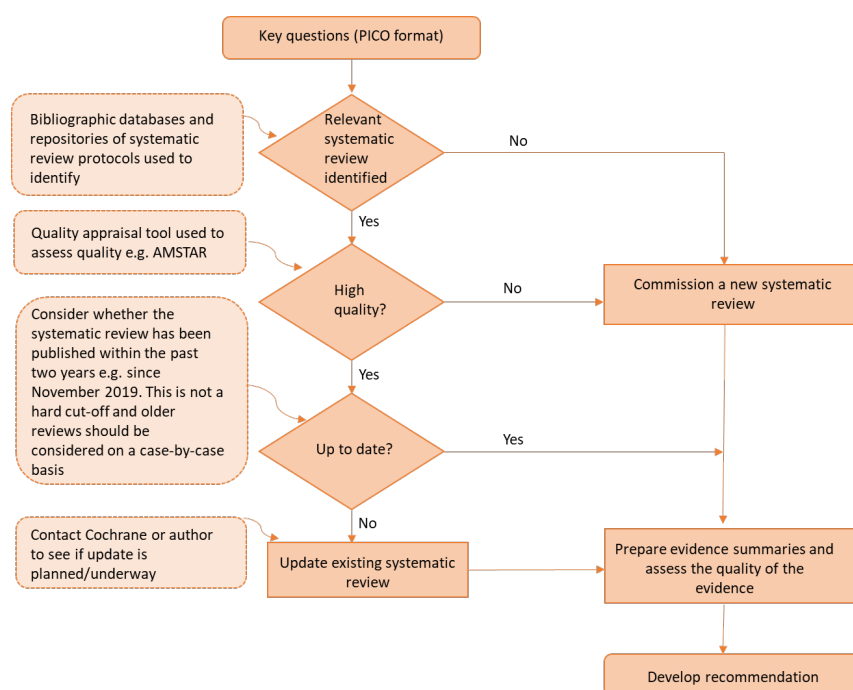 Key questions (PICO format)
Bibliographic databases and
repositories of systematic
review protocols used to
identify
Relevant
systematic
review
identified
No
Yes
Quality appraisal tool used to
assess quality e.g. AMSTAR
High
quality?
No
Commission a new systematic
review
Yes
Consider whether the
systematic review has been
published within the past
two years e.g. since
November 2019. This is not a
hard cut-off and older
reviews should be
considered on a case-by-case
basis
Up to date?
Yes
No
Contact Cochrane or author
to see if update is
planned/underway
Update existing systematic
review
Prepare evidence summaries and
assess the quality of the
evidence
Develop recommendation